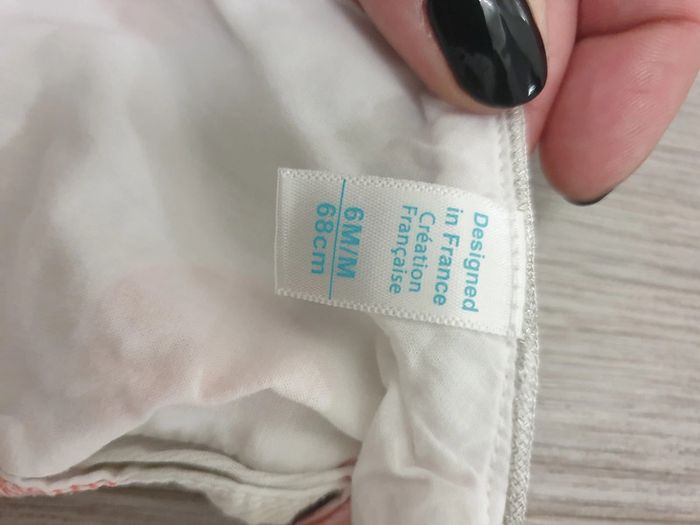 Designed
in France
Création
Française
6M/M
68cm